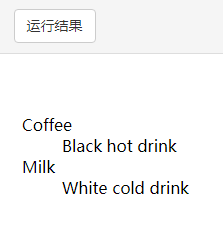 运行结果
Coffee
Black hot drink
Milk
White cold drink